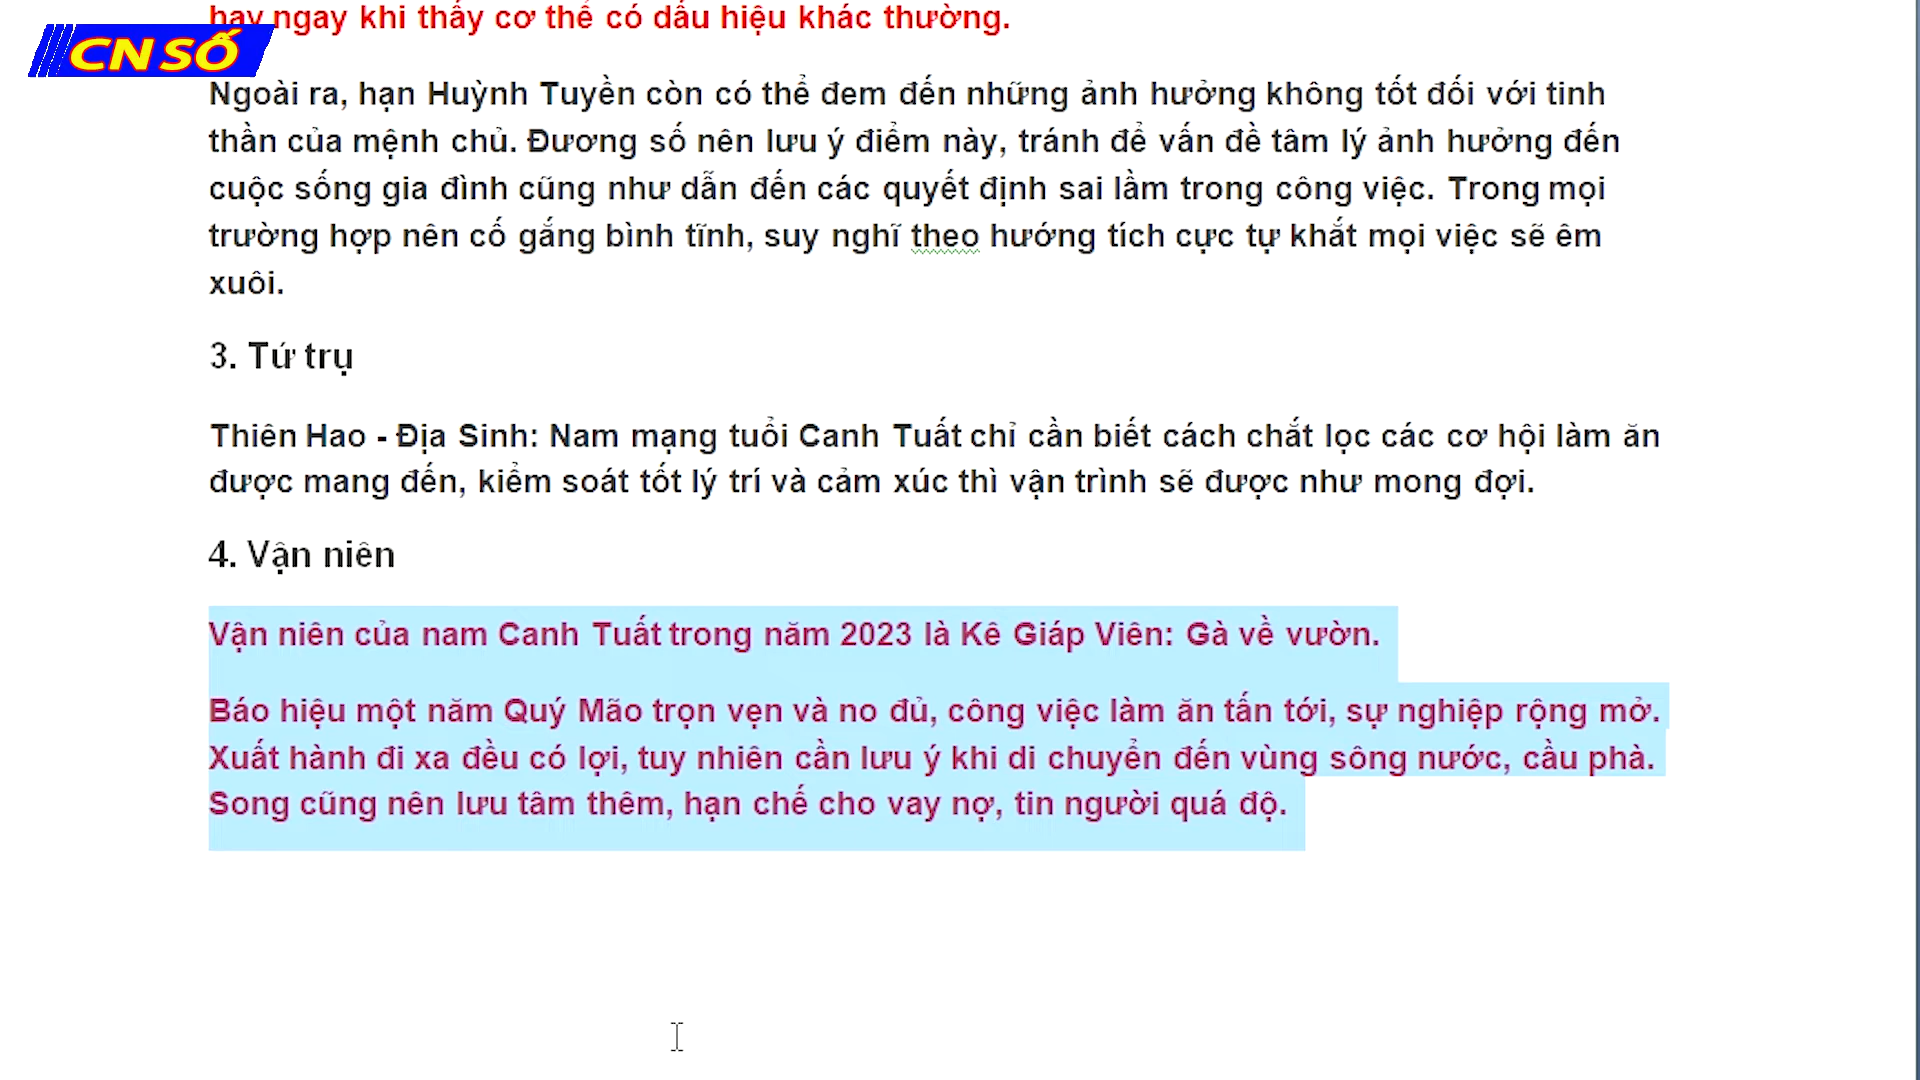 hay ngay khi thấy cơ thể có dấu hiệu khác thường.
CN SỐ
Ngoài ra, hạn Huỳnh Tuyền còn có thể đem đến những ảnh hưởng không tốt đối với tinh
thần của mệnh chủ. Đương số nên lưu ý điểm này, tránh để vấn đề tâm lý ảnh hưởng đến
cuộc sống gia đình cũng như dẫn đến các quyết định sai lầm trong công việc. Trong mọi
trường hợp nên cố gắng bình tĩnh, suy nghĩ theo hướng tích cực tự khắt mọi việc sẽ êm
xuôi.
3. Tứ trụ
Thiên Hao - Địa Sinh: Nam mạng tuổi Canh Tuất chỉ cần biết cách chắt lọc các cơ hội làm ăn
được mang đến, kiểm soát tốt lý trí và cảm xúc thì vận trình sẽ được như mong đợi.
4. Vận niên
Vận niên của nam Canh Tuất trong năm 2023 là Kê Giáp Viên: Gà về vườn.
Báo hiệu một năm Quý Mão trọn vẹn và no đủ, công việc làm ăn tấn tới, sự nghiệp rộng mở.
Xuất hành đi xa đều có lợi, tuy nhiên cần lưu ý khi di chuyển đến vùng sông nước, cầu phà.
Song cũng nên lưu tâm thêm, hạn chế cho vay nợ, tin người quá độ.